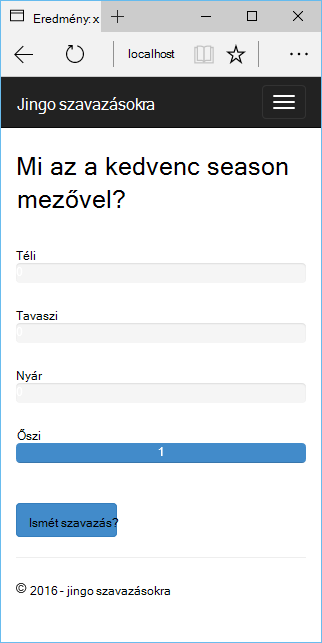 Eredmény: x
localhost
Jingo szavazásokra
Mi az a kedvenc season
mezővel?
Téli
0
Tavaszi
0
Nyár
0
Őszi
1
Ismét szavazás?
© 2016 - jingo szavazásokra